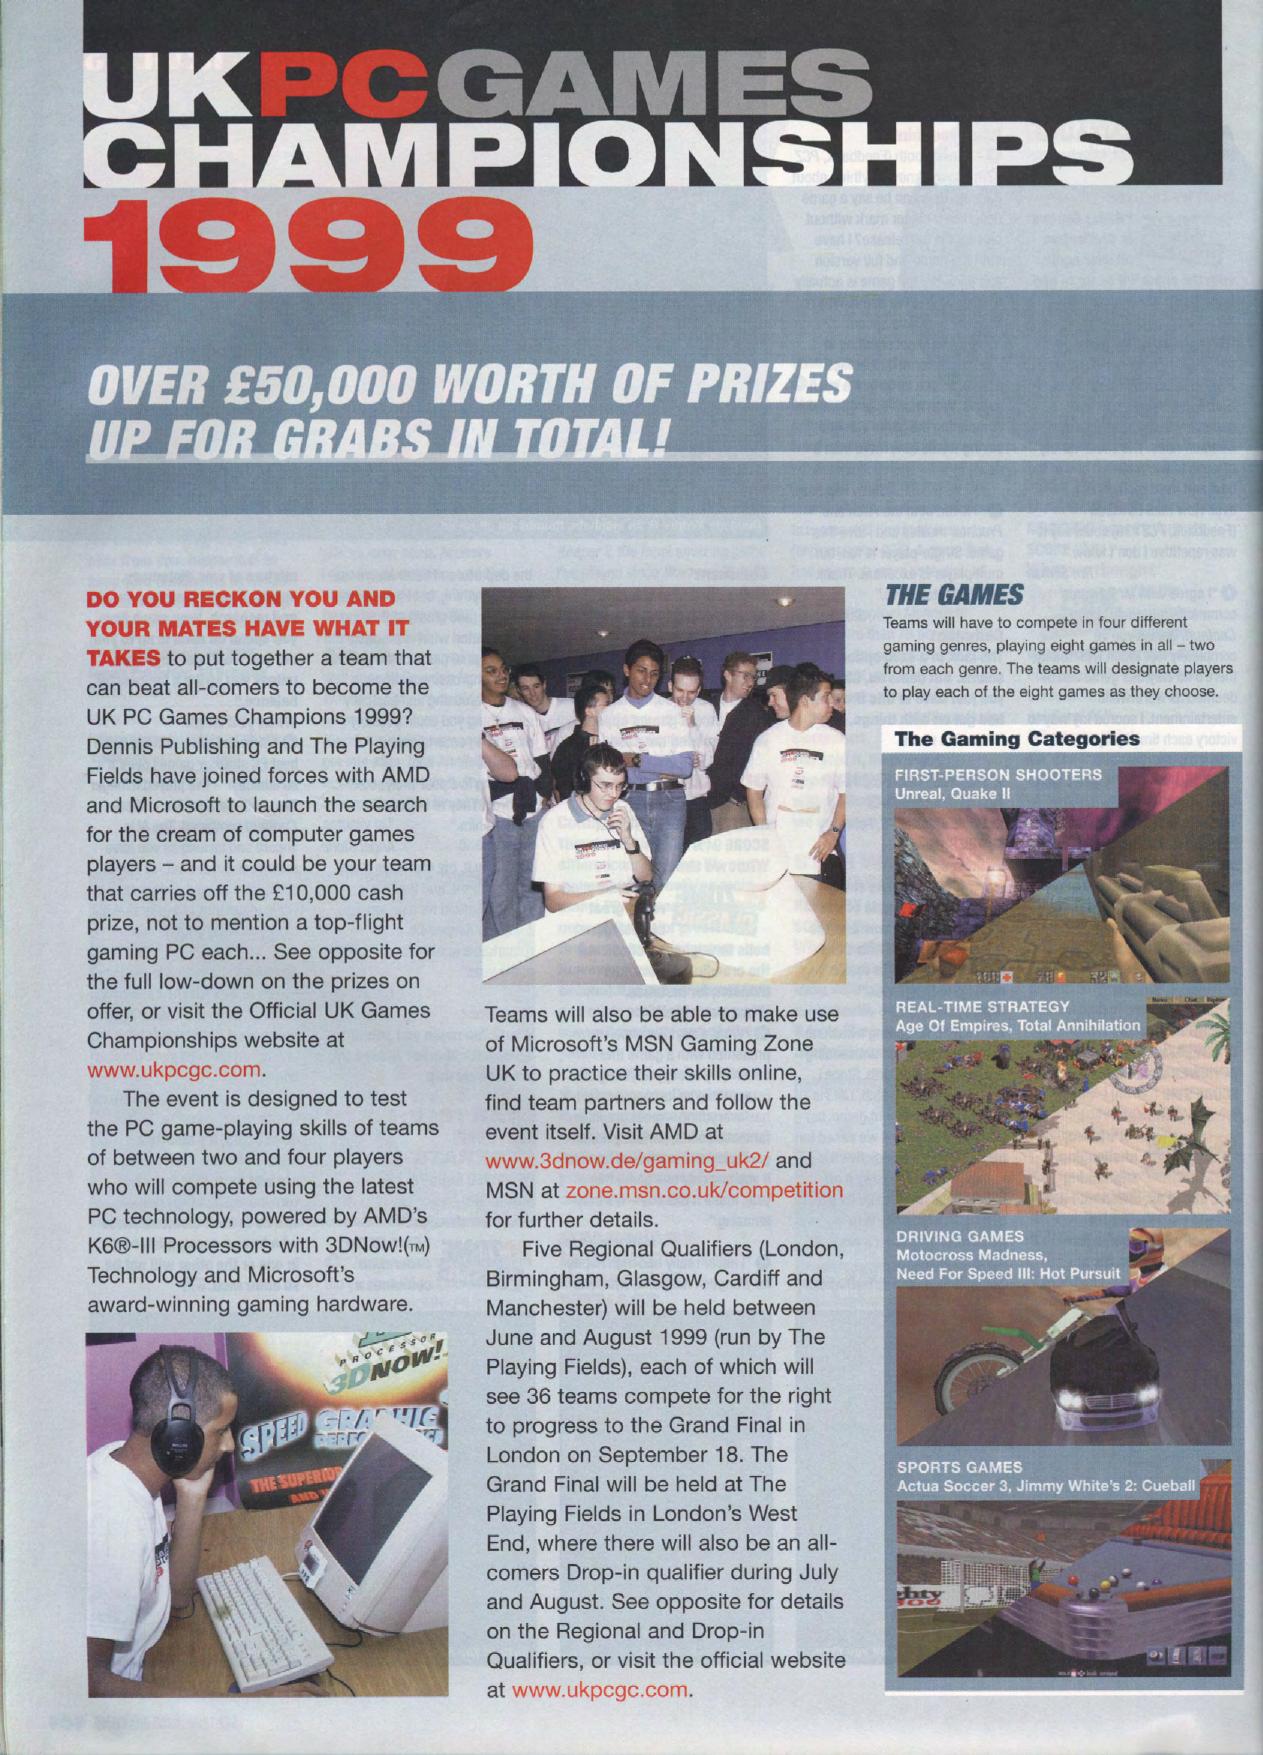 UK PC GAMES
CHAMPIONSHIPS
1999
OVER £50,000 WORTH OF PRIZES
UP FOR GRABS IN TOTAL!
DO YOU RECKON YOU AND
YOUR MATES HAVE WHAT IT
TAKES to put together a team that
can beat all-comers to become the
UK PC Games Champions 1999?
Dennis Publishing and The Playing
Fields have joined forces with AMD
and Microsoft to launch the search
for the cream of computer games
players – and it could be your team
that carries off the £10,000 cash
prize, not to mention a top-flight
gaming PC each... See opposite for
the full low-down on the prizes on
offer, or visit the Official UK Games
Championships website at
www.ukpcgc.com.
The event is designed to test
the PC game-playing skills of teams
of between two and four players
who will compete using the latest
PC technology, powered by AMD's
K6®-III Processors with 3DNow!(TM)
Technology and Microsoft's
award-winning gaming hardware.
PROCESSOR
3DNOW!
SPEED GRAPHIC
THE SUPERIOR
Teams will also be able to make use
of Microsoft's MSN Gaming Zone
UK to practice their skills online,
find team partners and follow the
event itself. Visit AMD at
www.3dnow.de/gaming_uk2/ and
MSN at zone.msn.co.uk/competition
for further details.
Five Regional Qualifiers (London,
Birmingham, Glasgow, Cardiff and
Manchester) will be held between
June and August 1999 (run by The
Playing Fields), each of which will
see 36 teams compete for the right
to progress to the Grand Final in
London on September 18. The
Grand Final will be held at The
Playing Fields in London's West
End, where there will also be an all-
comers Drop-in qualifier during July
and August. See opposite for details
on the Regional and Drop-in
Qualifiers, or visit the official website
at www.ukpcgc.com.
THE GAMES
Teams will have to compete in four different
gaming genres, playing eight games in all – two
from each genre. The teams will designate players
to play each of the eight games as they choose.
The Gaming Categories
FIRST-PERSON SHOOTERS
Unreal, Quake II
REAL-TIME STRATEGY
Age Of Empires, Total Annihilation
DRIVING GAMES
Motocross Madness,
Need For Speed III: Hot Pursuit
SPORTS GAMES
Actua Soccer 3, Jimmy White's 2: Cueball